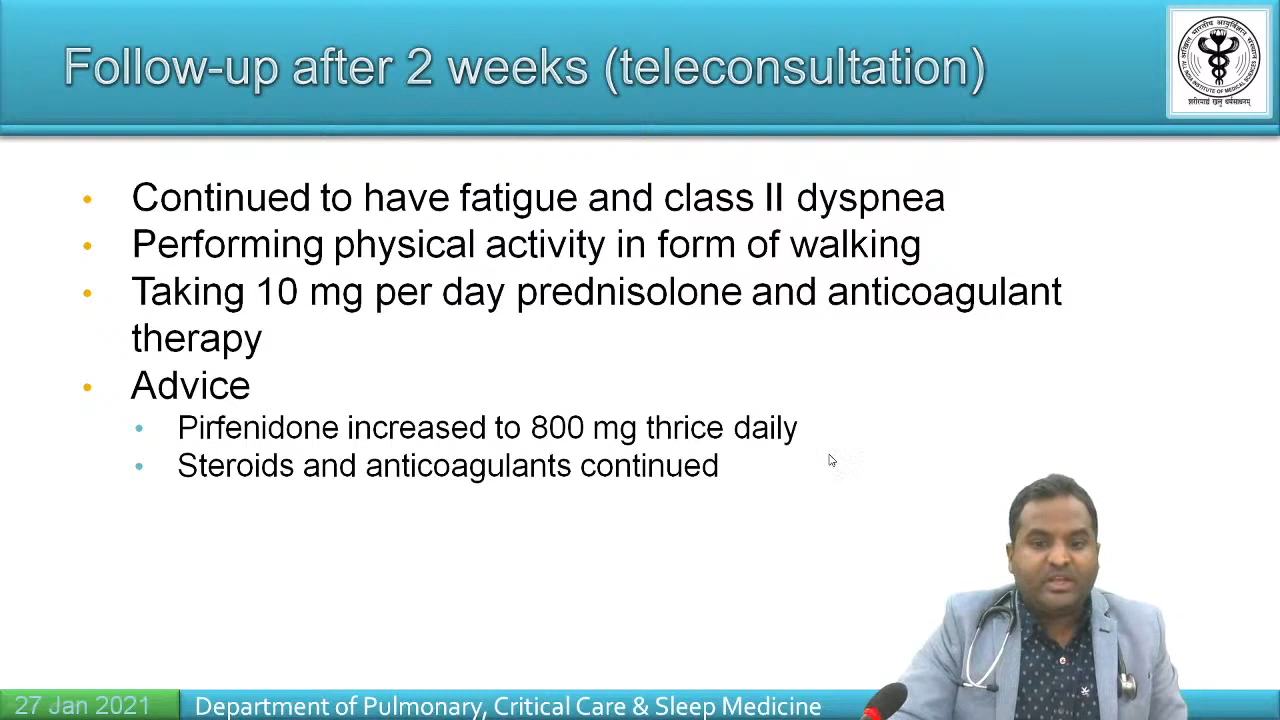 Follow-up after 2 weeks (teleconsultation)
• Continued to have fatigue and class II dyspnea
• Performing physical activity in form of walking
• Taking 10 mg per day prednisolone and anticoagulant
therapy
• Advice
• Pirfenidone increased to 800 mg thrice daily
• Steroids and anticoagulants continued
27 Jan 2021
Department of Pulmonary, Critical Care & Sleep Medicine